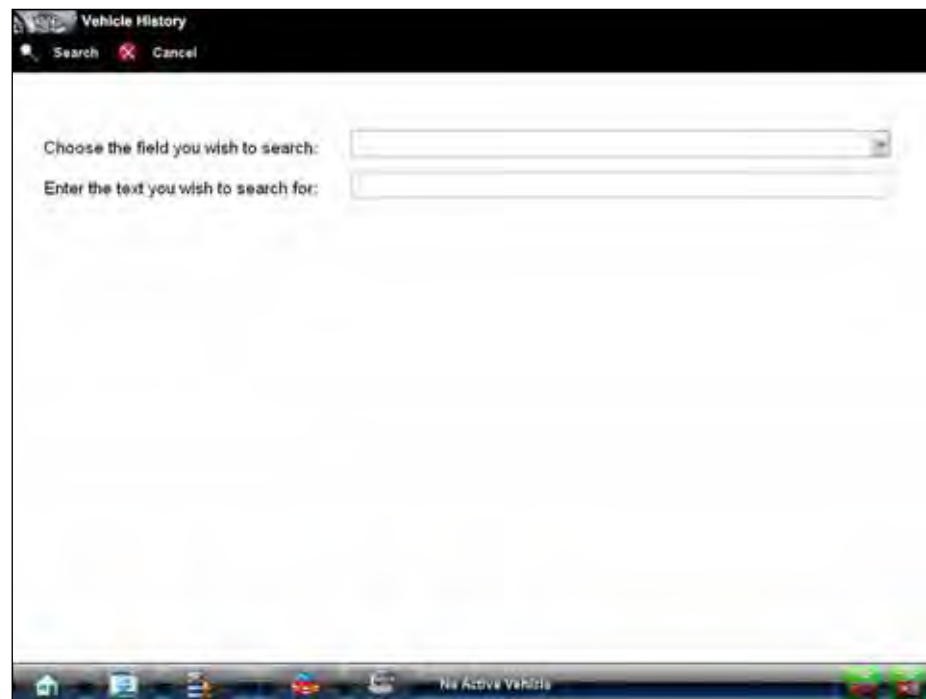 Vehicle History
Search Cancel
Choose the field you wish to search:
Enter the text you wish to search for:
No Active Vehicle